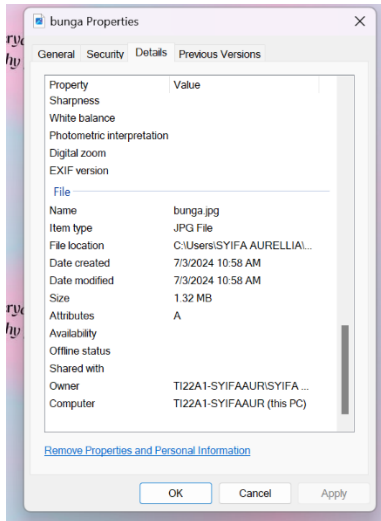 bunga Properties
General Security Details Previous Versions
Property Value
Sharpness
White balance
Photometric interpretation
Digital zoom
EXIF version
File
Name bunga.jpg
Item type JPG File
File location C:\Users\SYIFA AURELLIA\...
Date created 7/3/2024 10:58 AM
Date modified 7/3/2024 10:58 AM
Size 1.32 MB
Attributes A
Availability
Offline status
Shared with
Owner TI22A1-SYIFAAUR\SYIFA ...
Computer TI22A1-SYIFAAUR (this PC)
Remove Properties and Personal Information
OK Cancel Apply